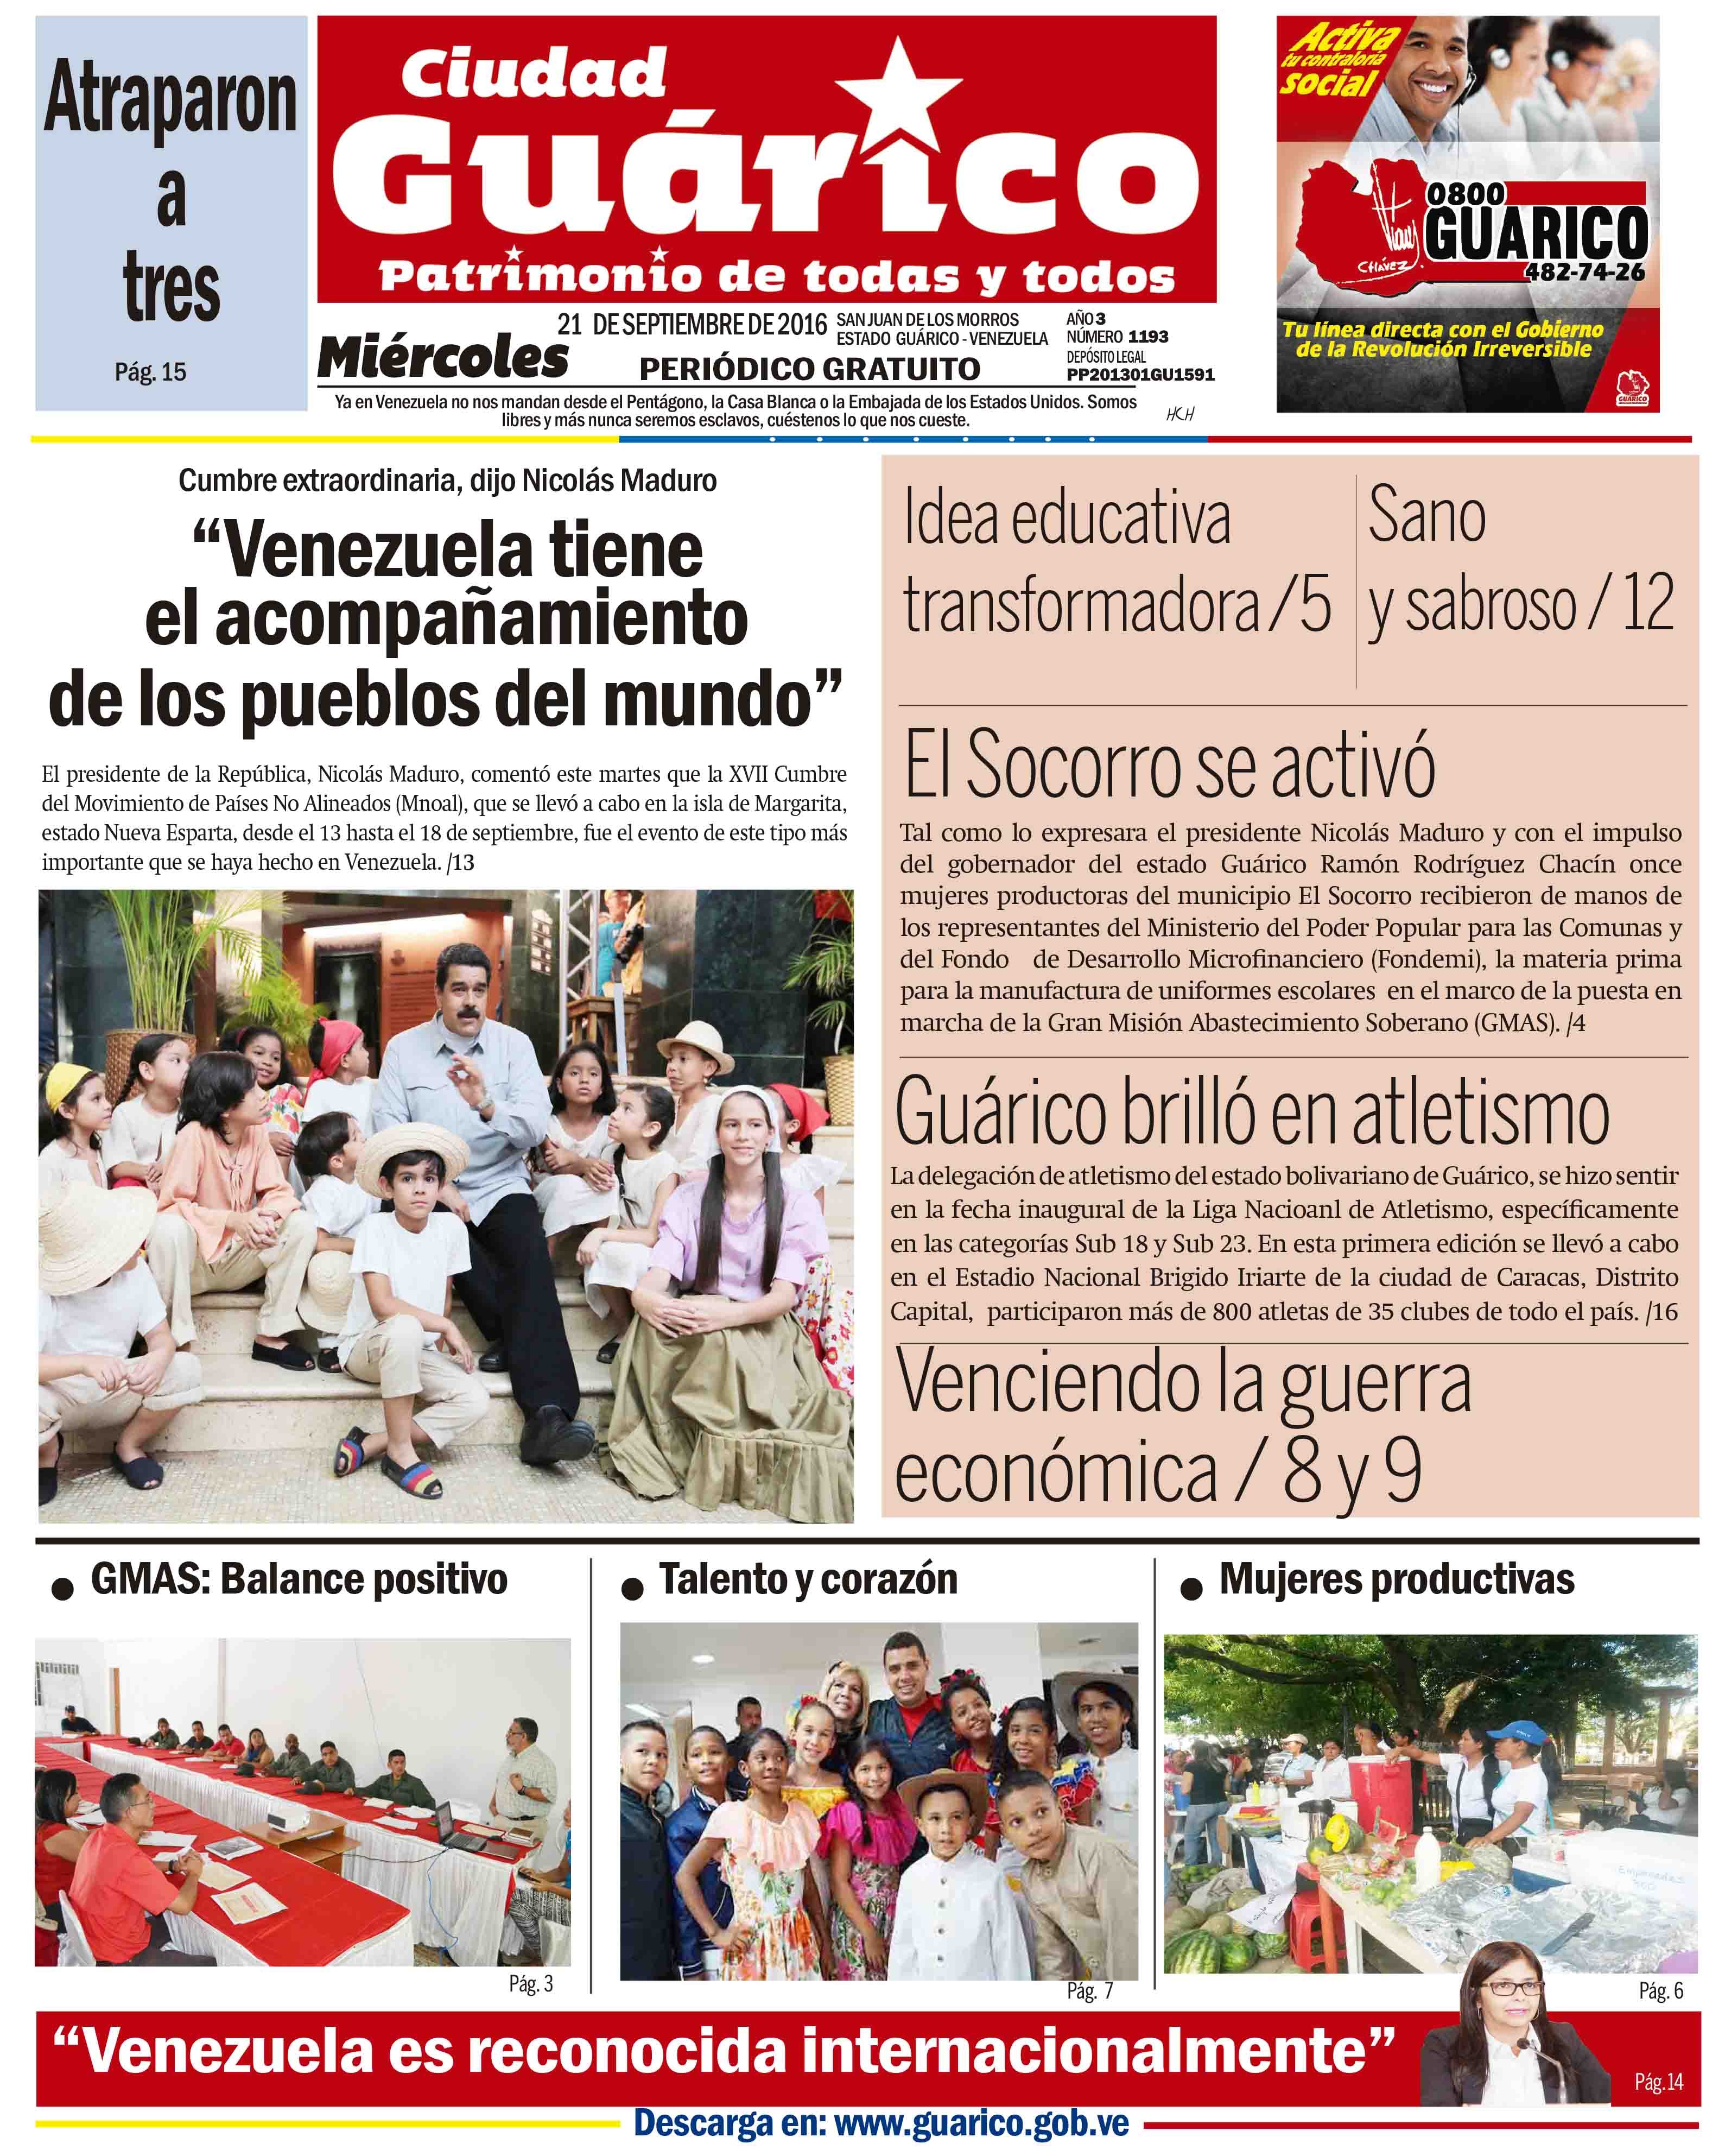 Atraparon
a
tres
Pág. 15
Ciudad
Guárico
Patrimonio de todas y todos
Miércoles
21 DE SEPTIEMBRE DE 2016
SAN JUAN DE LOS MORROS
ESTADO GUÁRICO - VENEZUELA
PERIÓDICO GRATUITO
AÑO 3
NÚMERO 1193
DEPÓSITO LEGAL
PP201301GU1591
Ya en Venezuela no nos mandan desde el Pentágono, la Casa Blanca o la Embajada de los Estados Unidos. Somos
libres y más nunca seremos esclavos, cuéstenos lo que nos cueste.
HCH
Activa
tu contraloría
social
0800
GUARICO
CHÁVEZ
482-74-26
Tu línea directa con el Gobierno
de la Revolución Irreversible
GUÁRICO
Cumbre extraordinaria, dijo Nicolás Maduro
“Venezuela tiene
el acompañamiento
de los pueblos del mundo”
El presidente de la República, Nicolás Maduro, comentó este martes que la XVII Cumbre
del Movimiento de Países No Alineados (Mnoal), que se llevó a cabo en la isla de Margarita,
estado Nueva Esparta, desde el 13 hasta el 18 de septiembre, fue el evento de este tipo más
importante que se haya hecho en Venezuela. /13
Idea educativa
transformadora /5
Sano
y sabroso / 12
El Socorro se activó
Tal como lo expresara el presidente Nicolás Maduro y con el impulso
del gobernador del estado Guárico Ramón Rodríguez Chacín once
mujeres productoras del municipio El Socorro recibieron de manos de
los representantes del Ministerio del Poder Popular para las Comunas y
del Fondo de Desarrollo Microfinanciero (Fondemi), la materia prima
para la manufactura de uniformes escolares en el marco de la puesta en
marcha de la Gran Misión Abastecimiento Soberano (GMAS). /4
Guárico brilló en atletismo
La delegación de atletismo del estado bolivariano de Guárico, se hizo sentir
en la fecha inaugural de la Liga Nacioanl de Atletismo, específicamente
en las categorías Sub 18 y Sub 23. En esta primera edición se llevó a cabo
en el Estadio Nacional Brigido Iriarte de la ciudad de Caracas, Distrito
Capital, participaron más de 800 atletas de 35 clubes de todo el país. /16
Venciendo la guerra
económica / 8 y 9
● GMAS: Balance positivo
Pág. 3
● Talento y corazón
Pág. 7
● Mujeres productivas
Pág. 6
“Venezuela es reconocida internacionalmente”
Pág.14
Descarga en: www.guarico.gob.ve